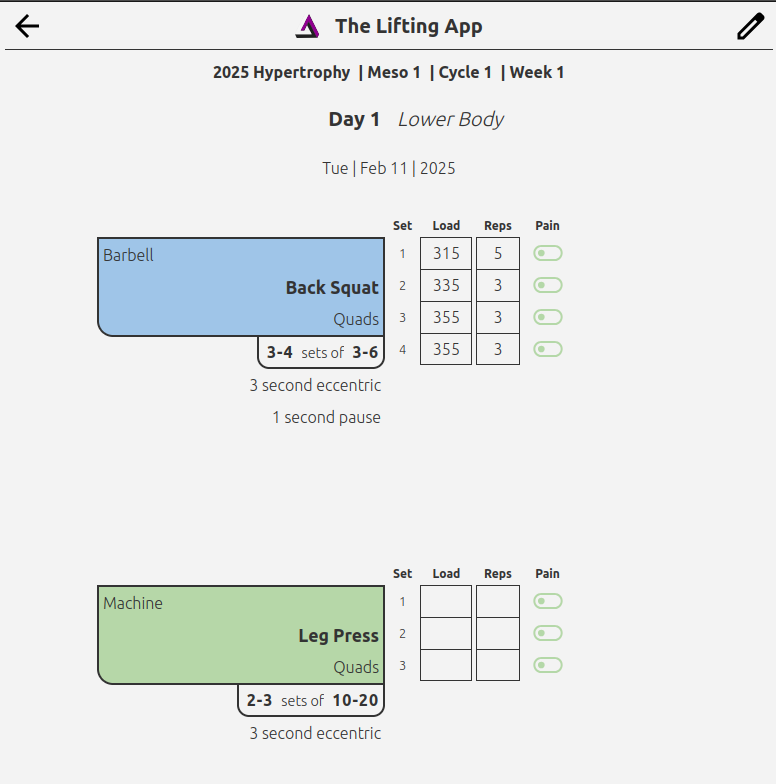 The Lifting App
2025 Hypertrophy | Meso 1 | Cycle 1 | Week 1
Day 1 Lower Body
Tue | Feb 11 | 2025
Set Load Reps Pain
Barbell
Back Squat
Quads
3-4 sets of 3-6
3 second eccentric
1 second pause
1 315 5
2 335 3
3 355 3
4 355 3
Set Load Reps Pain
Machine
Leg Press
Quads
2-3 sets of 10-20
3 second eccentric
1
2
3